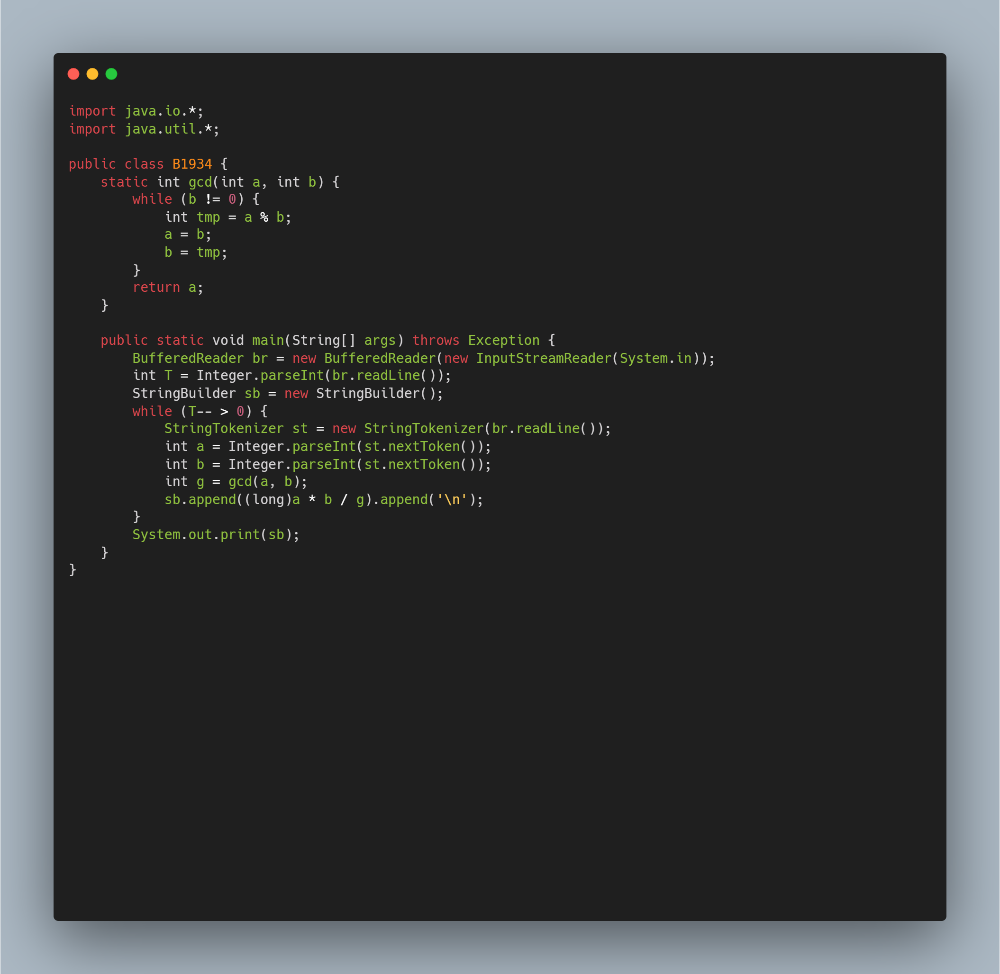 import java.io.*;
import java.util.*;

public class B1934 {
    static int gcd(int a, int b) {
        while (b != 0) {
            int tmp = a % b;
            a = b;
            b = tmp;
        }
        return a;
    }

    public static void main(String[] args) throws Exception {
        BufferedReader br = new BufferedReader(new InputStreamReader(System.in));
        int T = Integer.parseInt(br.readLine());
        StringBuilder sb = new StringBuilder();
        while (T-- > 0) {
            StringTokenizer st = new StringTokenizer(br.readLine());
            int a = Integer.parseInt(st.nextToken());
            int b = Integer.parseInt(st.nextToken());
            int g = gcd(a, b);
            sb.append((long)a * b / g).append('\n');
        }
        System.out.print(sb);
    }
}